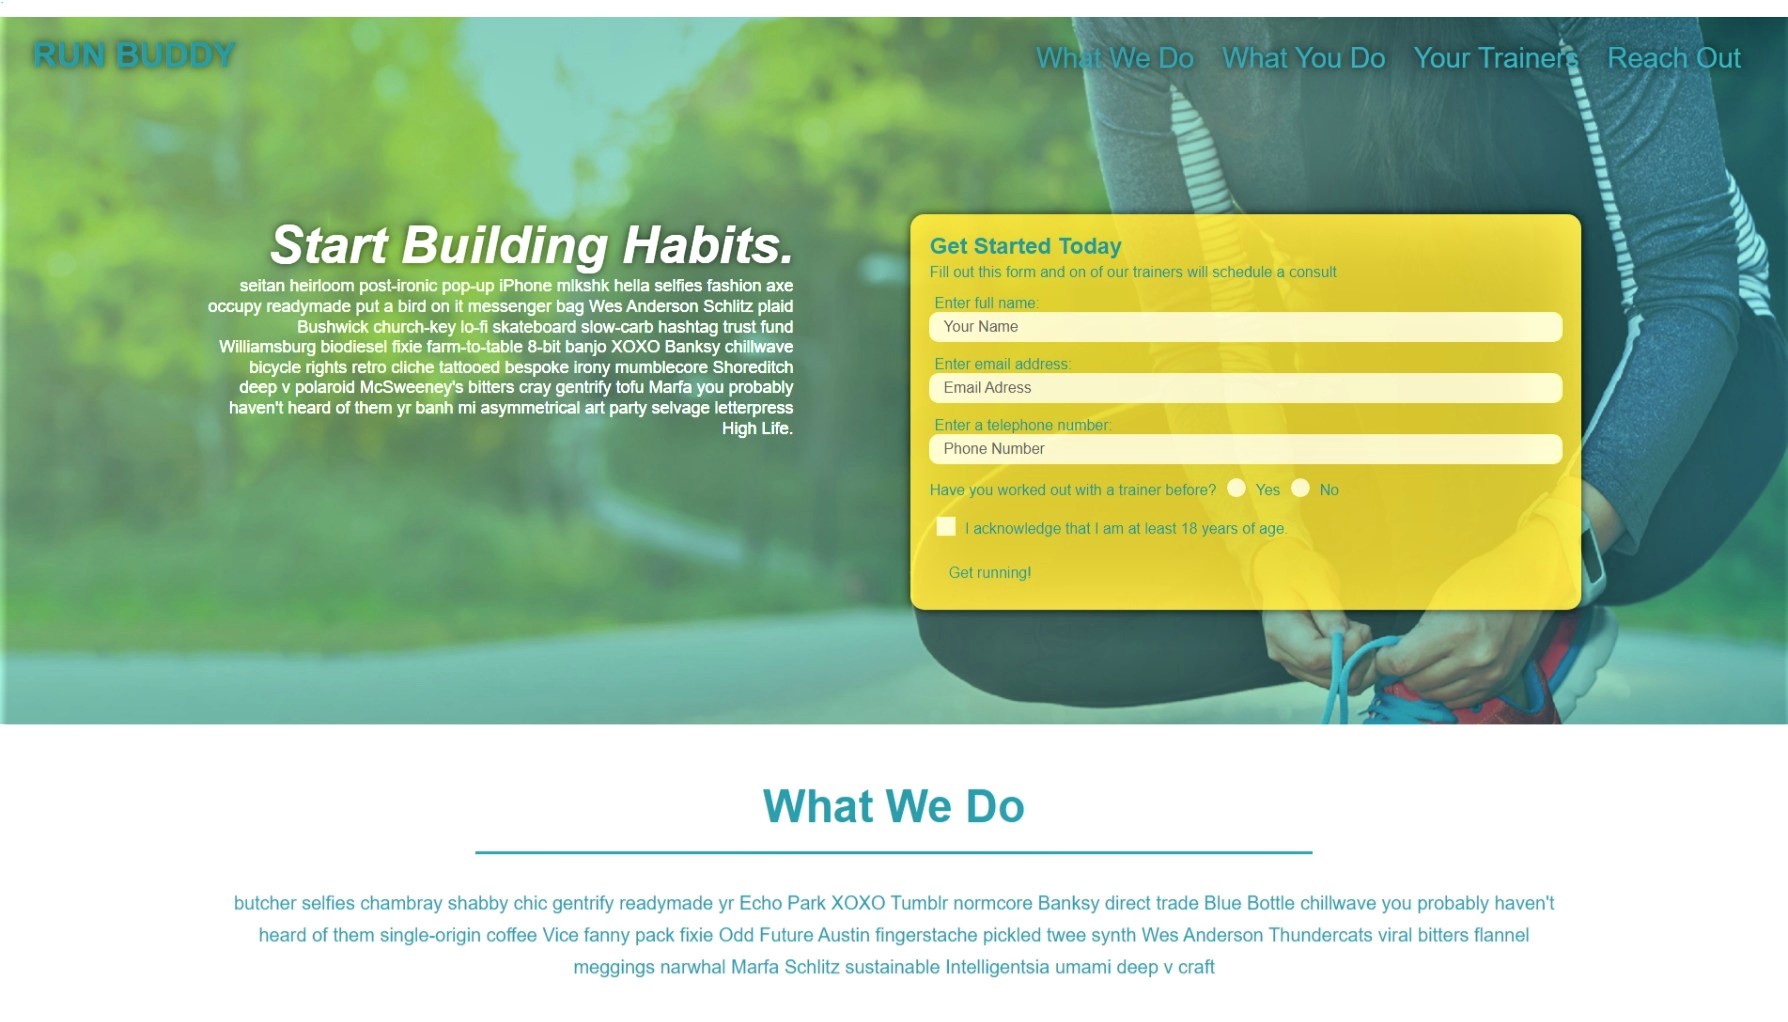 RUN BUDDY
What We Do What You Do Your Trainers Reach Out
Start Building Habits.
seitan heirloom post-ironic pop-up iPhone mlkshk hella selfies fashion axe
occupy readymade put a bird on it messenger bag Wes Anderson Schlitz plaid
Bushwick church-key lo-fi skateboard slow-carb hashtag trust fund
Williamsburg biodiesel fixie farm-to-table 8-bit banjo XOXO Banksy chillwave
bicycle rights retro cliche tattooed bespoke irony mumblecore Shoreditch
deep v polaroid McSweeney's bitters cray gentrify tofu Marfa you probably
haven't heard of them yr banh mi asymmetrical art party selvage letterpress
High Life.
Get Started Today
Fill out this form and on of our trainers will schedule a consult
Enter full name:
Your Name
Enter email address:
Email Adress
Enter a telephone number:
Phone Number
Have you worked out with a trainer before? Yes No
I acknowledge that I am at least 18 years of age.
Get running!
What We Do
butcher selfies chambray shabby chic gentrify readymade yr Echo Park XOXO Tumblr normcore Banksy direct trade Blue Bottle chillwave you probably haven't
heard of them single-origin coffee Vice fanny pack fixie Odd Future Austin fingerstache pickled twee synth Wes Anderson Thundercats viral bitters flannel
meggings narwhal Marfa Schlitz sustainable Intelligentsia umami deep v craft